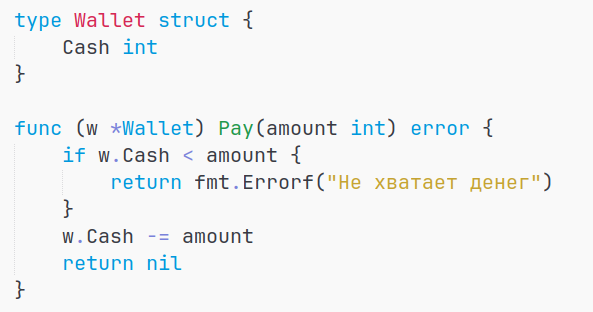 type Wallet struct {
    Cash int
}

func (w *Wallet) Pay(amount int) error {
    if w.Cash < amount {
        return fmt.Errorf("Не хватает денег")
    }
    w.Cash -= amount
    return nil
}